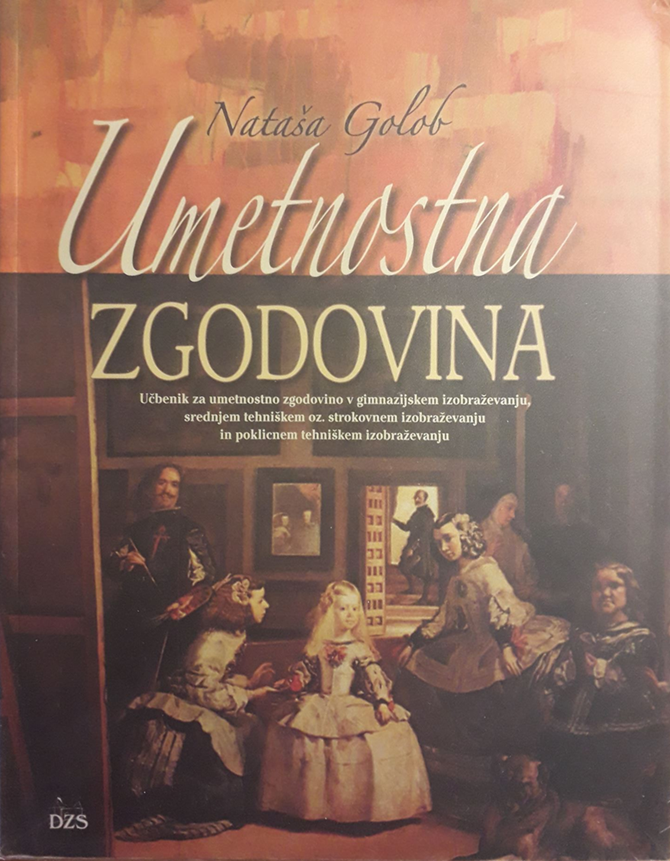 Nataša Golob
Umetnostna
ZGODOVINA
Učbenik za umetnostno zgodovino v gimnazijskem izobraževanju,
srednjem tehniškem oz. strokovnem izobraževanju
in poklicnem tehniškem izobraževanju
DZS